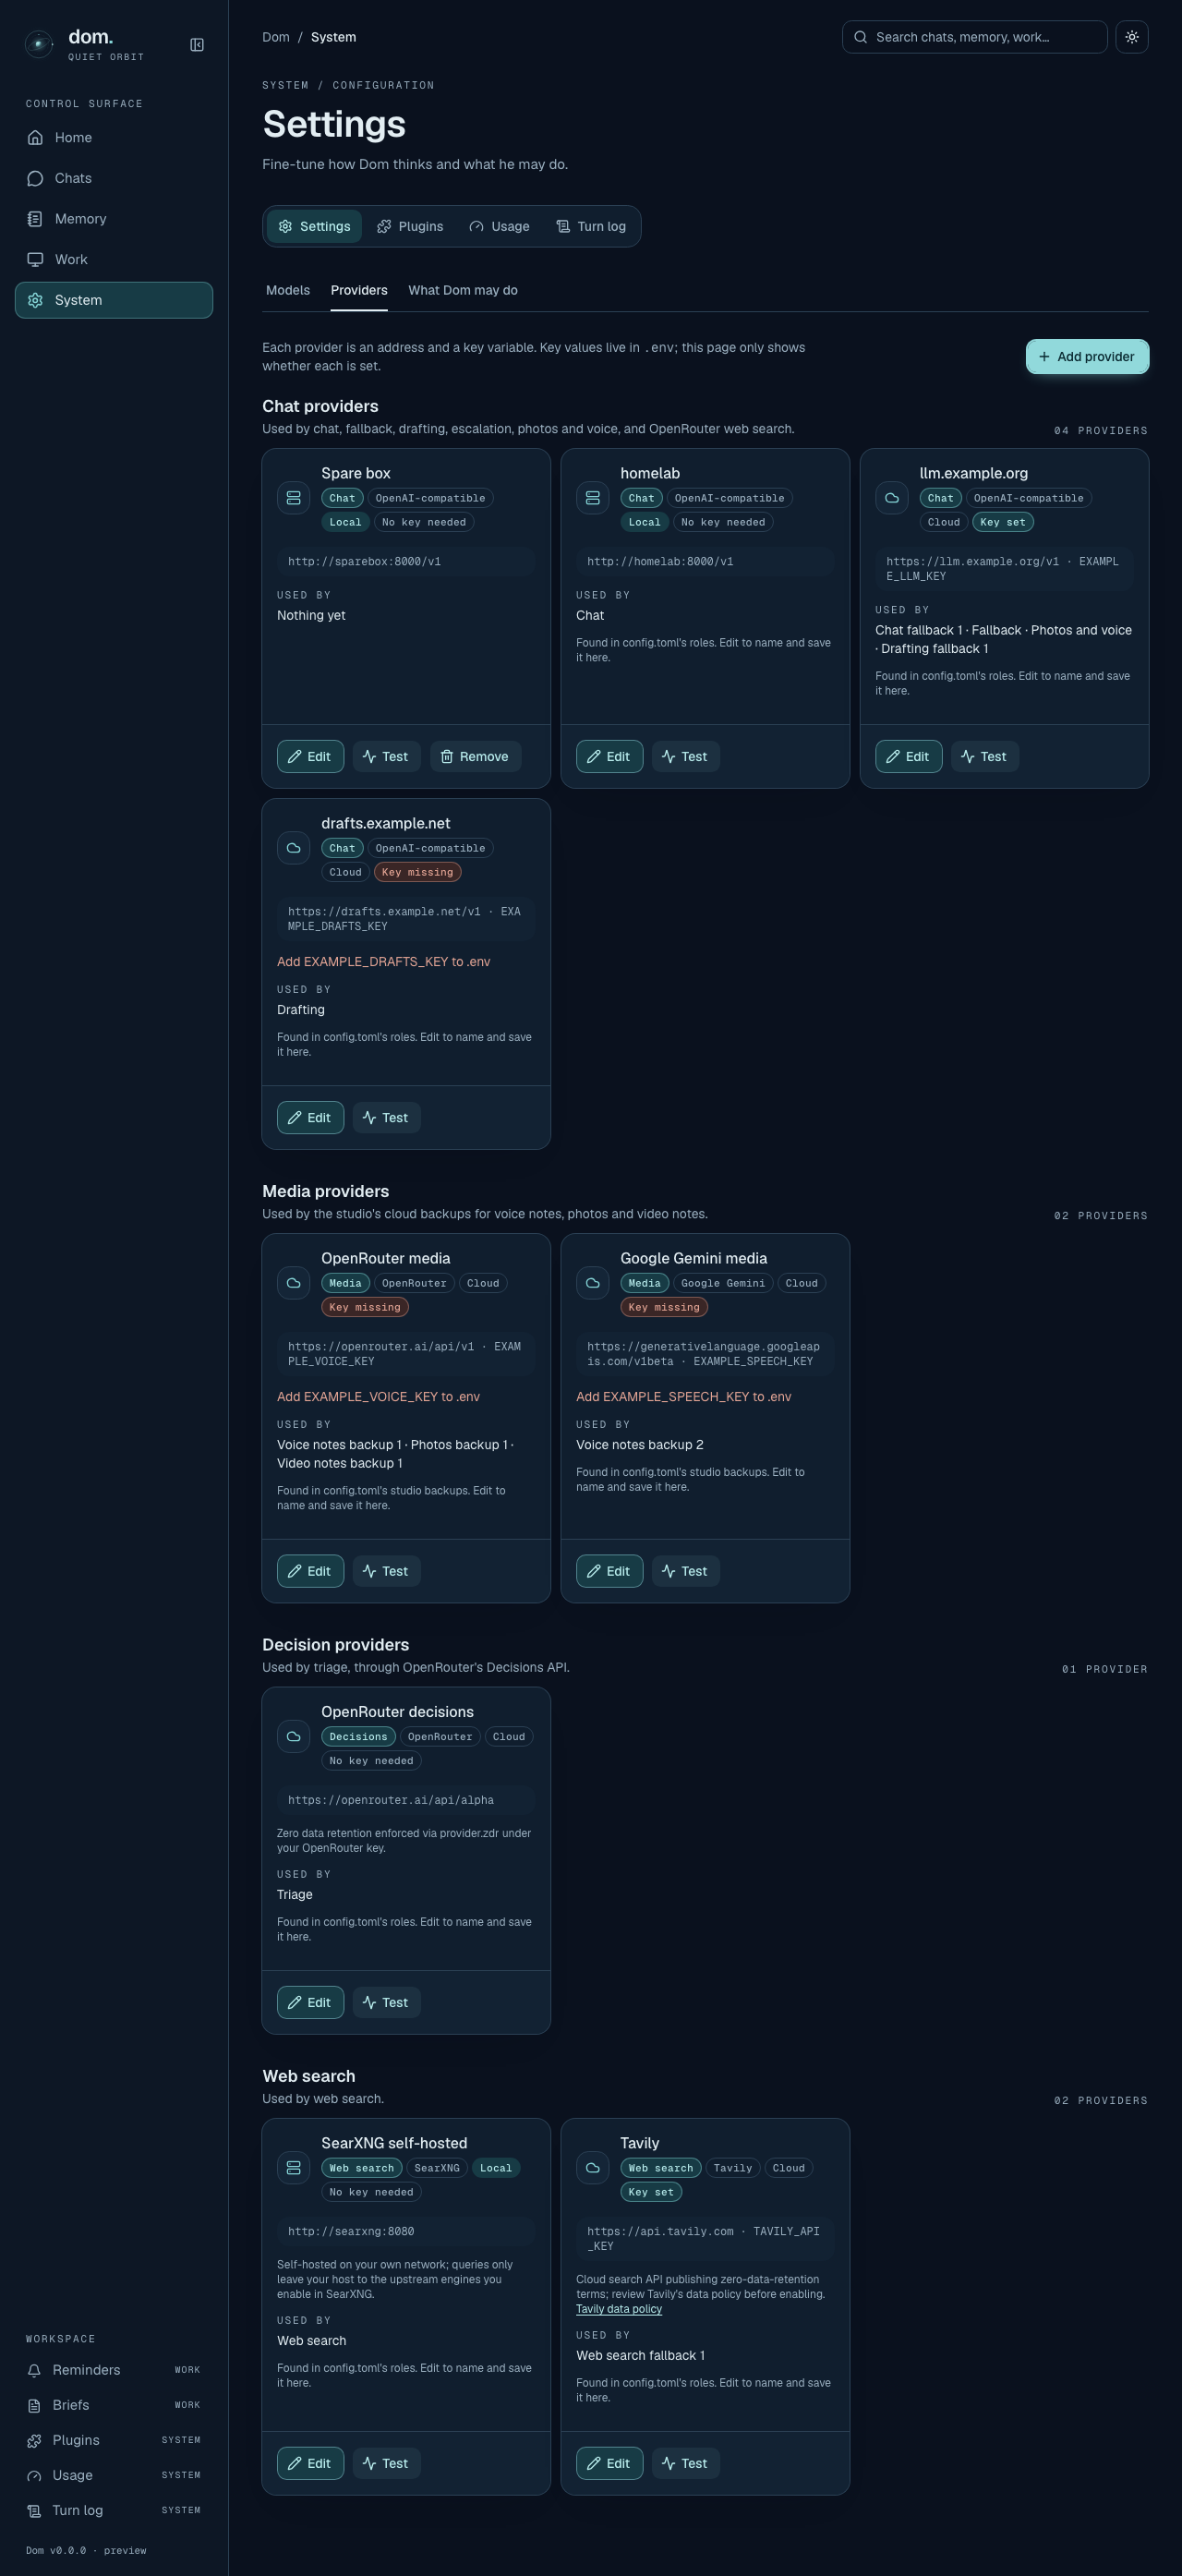 dom.
QUIET ORBIT
CONTROL SURFACE
Home
Chats
Memory
Work
System
Dom / System
Search chats, memory, work...
SYSTEM / CONFIGURATION
Settings
Fine-tune how Dom thinks and what he may do.
Settings Plugins Usage Turn log
Models Providers What Dom may do
Each provider is an address and a key variable. Key values live in .env; this page only shows
whether each is set.
Add provider
Chat providers
Used by chat, fallback, drafting, escalation, photos and voice, and OpenRouter web search.
04 PROVIDERS
Spare box
Chat OpenAI-compatible
Local No key needed
http://sparebox:8000/v1
USED BY
Nothing yet
Edit Test Remove
homelab
Chat OpenAI-compatible
Local No key needed
http://homelab:8000/v1
USED BY
Chat
Found in config.toml's roles. Edit to name and save
it here.
Edit Test
llm.example.org
Chat OpenAI-compatible
Cloud Key set
https://llm.example.org/v1 · EXAMPL
E_LLM_KEY
USED BY
Chat fallback 1 · Fallback · Photos and voice
· Drafting fallback 1
Found in config.toml's roles. Edit to name and save
it here.
Edit Test
drafts.example.net
Chat OpenAI-compatible
Cloud Key missing
https://drafts.example.net/v1 · EXA
MPLE_DRAFTS_KEY
Add EXAMPLE_DRAFTS_KEY to .env
USED BY
Drafting
Found in config.toml's roles. Edit to name and save
it here.
Edit Test
Media providers
Used by the studio's cloud backups for voice notes, photos and video notes.
02 PROVIDERS
OpenRouter media
Media OpenRouter Cloud
Key missing
https://openrouter.ai/api/v1 · EXAM
PLE_VOICE_KEY
Add EXAMPLE_VOICE_KEY to .env
USED BY
Voice notes backup 1 · Photos backup 1 ·
Video notes backup 1
Found in config.toml's studio backups. Edit to
name and save it here.
Edit Test
Google Gemini media
Media Google Gemini Cloud
Key missing
https://generativelanguage.googleap
is.com/v1beta · EXAMPLE_SPEECH_KEY
Add EXAMPLE_SPEECH_KEY to .env
USED BY
Voice notes backup 2
Found in config.toml's studio backups. Edit to
name and save it here.
Edit Test
Decision providers
Used by triage, through OpenRouter's Decisions API.
01 PROVIDER
OpenRouter decisions
Decisions OpenRouter Cloud
No key needed
https://openrouter.ai/api/alpha
Zero data retention enforced via provider.zdr under
your OpenRouter key.
USED BY
Triage
Found in config.toml's roles. Edit to name and save
it here.
Edit Test
Web search
Used by web search.
02 PROVIDERS
SearXNG self-hosted
Web search SearXNG Local
No key needed
http://searxng:8080
Self-hosted on your own network; queries only
leave your host to the upstream engines you
enable in SearXNG.
USED BY
Web search
Found in config.toml's roles. Edit to name and save
it here.
Edit Test
Tavily
Web search Tavily Cloud
Key set
https://api.tavily.com · TAVILY_API
_KEY
Cloud search API publishing zero-data-retention
terms; review Tavily's data policy before enabling.
Tavily data policy
USED BY
Web search fallback 1
Found in config.toml's roles. Edit to name and save
it here.
Edit Test
WORKSPACE
Reminders WORK
Briefs WORK
Plugins SYSTEM
Usage SYSTEM
Turn log SYSTEM
Dom v0.0.0 · preview